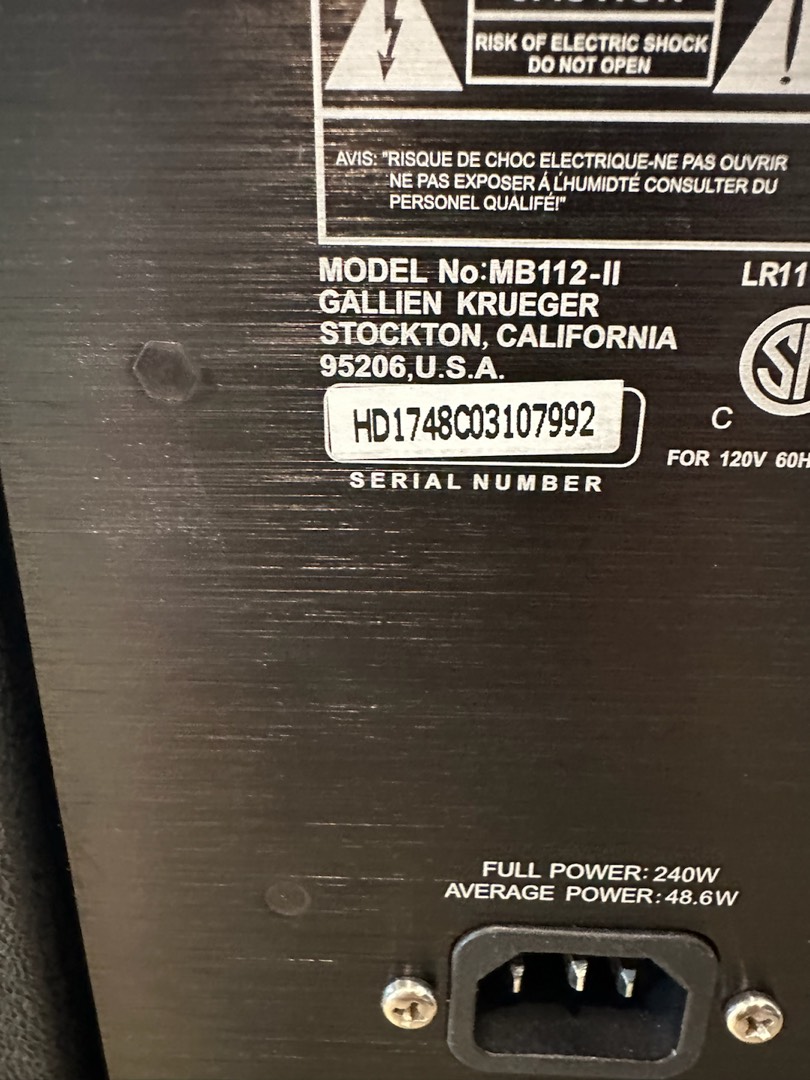 RISK OF ELECTRIC SHOCK
DO NOT OPEN
AVIS: "RISQUE DE CHOC ELECTRIQUE-NE PAS OUVRIR
NE PAS EXPOSER Á L'HUMIDTÉ CONSULTER DU
PERSONEL QUALIFÉ!"
MODEL No:MB112-II
LR11
GALLIEN KRUEGER
STOCKTON, CALIFORNIA
95206,U.S.A.
HD1748C03107992
C
SERIAL NUMBER
FOR 120V 60H
FULL POWER: 240W
AVERAGE POWER: 48.6W